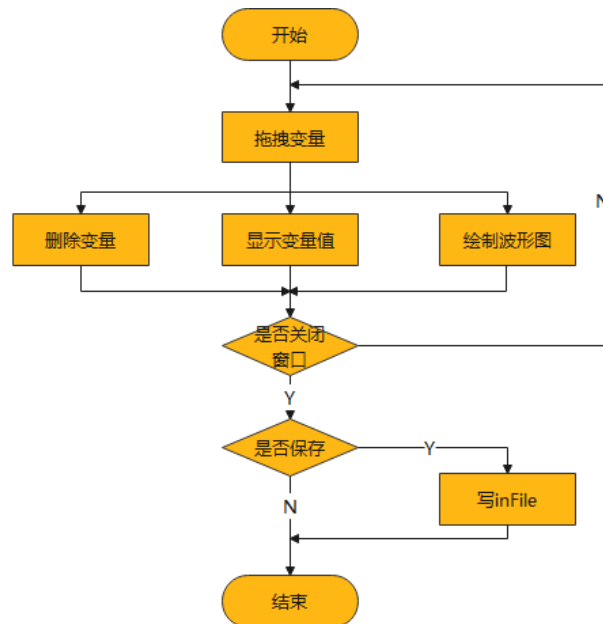 开始
拖拽变量
N
删除变量
显示变量值
绘制波形图
是否关闭
窗口
Y
是否保存
Y
写inFile
N
结束